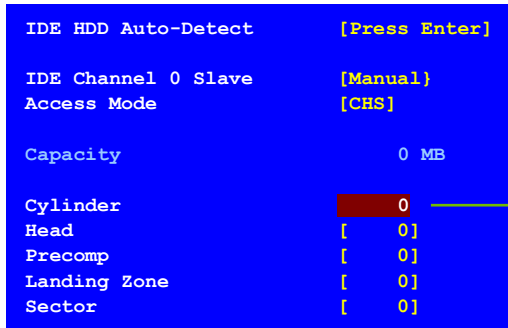 IDE HDD Auto-Detect [Press Enter]
IDE Channel 0 Slave [Manual}
Access Mode [CHS]
Capacity 0 MB
Cylinder 0
Head [ 0]
Precomp [ 0]
Landing Zone [ 0]
Sector [ 0]